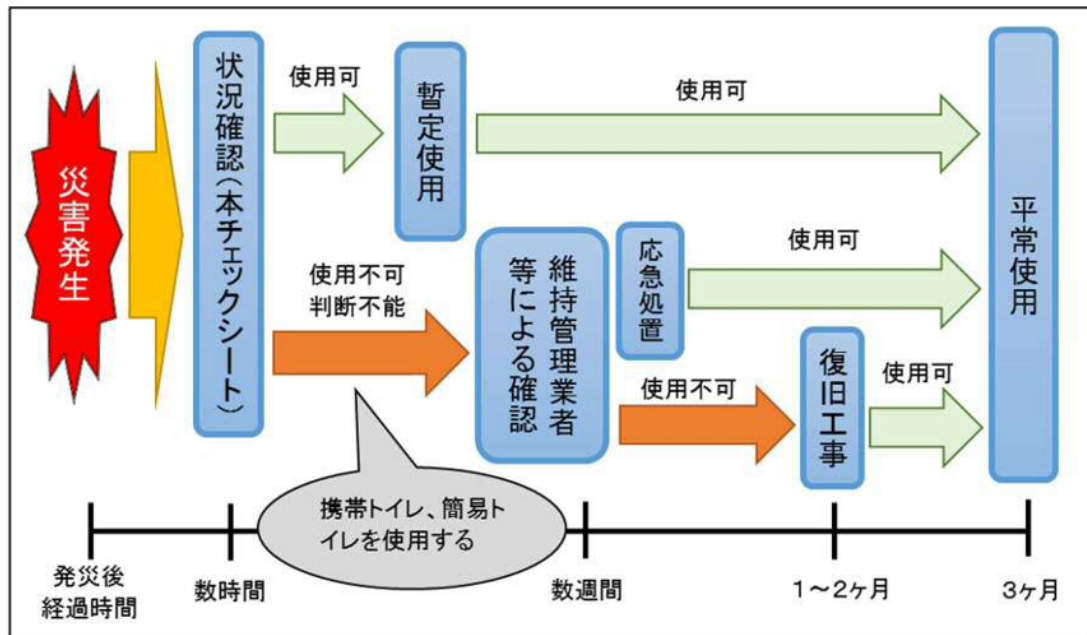 災害発生
状況確認（本チェックシート）
使用可
暫定使用
使用可
使用不可
判断不能
維持管理業者
等による確認
応急処置
使用可
使用不可
復旧工事
使用可
平常使用
携帯トイレ、簡易ト
イレを使用する
発災後
経過時間
数時間
数週間
１～２ヶ月
３ヶ月